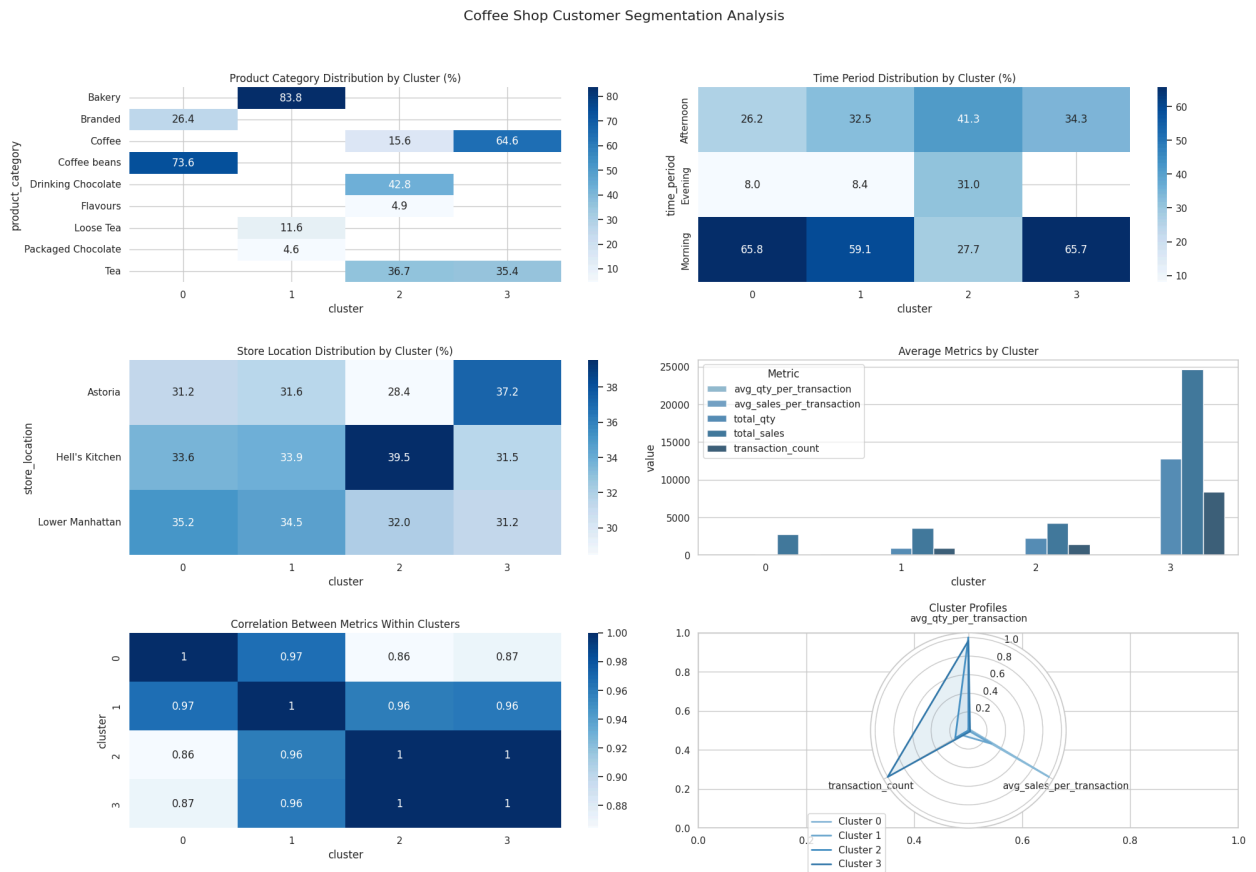 Coffee Shop Customer Segmentation Analysis
Product Category Distribution by Cluster (%)
product_category
Bakery 83.8
Branded 26.4
Coffee 15.6 64.6
Coffee beans 73.6
Drinking Chocolate 42.8
Flavours 4.9
Loose Tea 11.6
Packaged Chocolate 4.6
Tea 36.7 35.4
0 1 2 3
cluster
80
70
60
50
40
30
20
10
Time Period Distribution by Cluster (%)
time_period
Afternoon 26.2 32.5 41.3 34.3
Evening 8.0 8.4 31.0
Morning 65.8 59.1 27.7 65.7
0 1 2 3
cluster
60
50
40
30
20
10
Store Location Distribution by Cluster (%)
store_location
Astoria 31.2 31.6 28.4 37.2
Hell's Kitchen 33.6 33.9 39.5 31.5
Lower Manhattan 35.2 34.5 32.0 31.2
0 1 2 3
cluster
38
36
34
32
30
Average Metrics by Cluster
value
25000
20000
15000
10000
5000
0
Metric
avg_qty_per_transaction
avg_sales_per_transaction
total_qty
total_sales
transaction_count
0 1 2 3
cluster
Correlation Between Metrics Within Clusters
cluster
0 1 0.97 0.86 0.87
1 0.97 1 0.96 0.96
2 0.86 0.96 1 1
3 0.87 0.96 1 1
0 1 2 3
cluster
1.00
0.98
0.96
0.94
0.92
0.90
0.88
Cluster Profiles
avg_qty_per_transaction
1.0
0.8
0.6
0.4
0.2
0.0
1.0
0.8
0.6
0.4
0.2
transaction_count
avg_sales_per_transaction
0.0 0.2 0.4 0.6 0.8 1.0
Cluster 0
Cluster 1
Cluster 2
Cluster 3